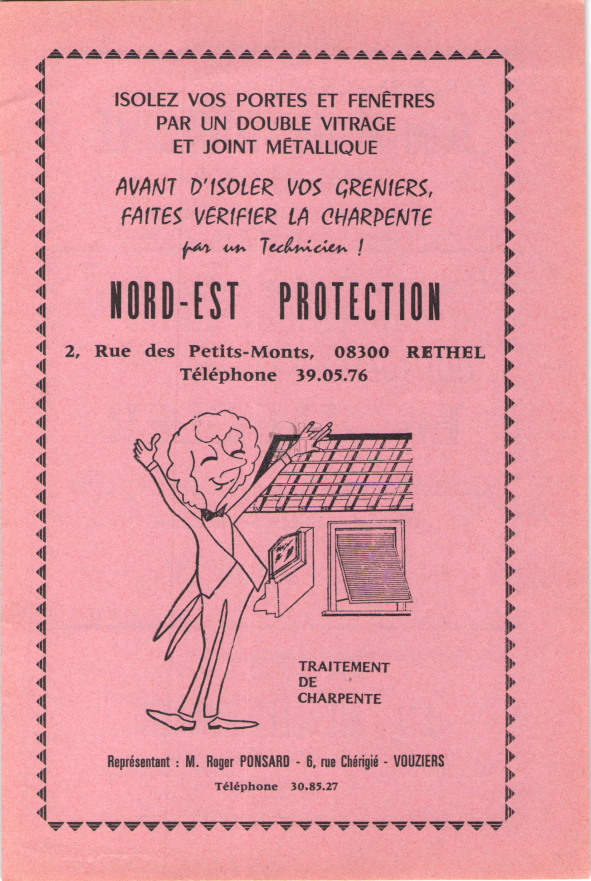 ISOLEZ VOS PORTES ET FENÊTRES
PAR UN DOUBLE VITRAGE
ET JOINT MÉTALLIQUE
AVANT D'ISOLER VOS GRENIERS,
FAITES VÉRIFIER LA CHARPENTE
par un Technicien !
NORD-EST PROTECTION
2, Rue des Petits-Monts, 08300 RETHEL
Téléphone 39.05.76
TRAITEMENT
DE
CHARPENTE
Représentant : M. Roger PONSARD - 6, rue Chérigié - VOUZIERS
Téléphone 30.85.27